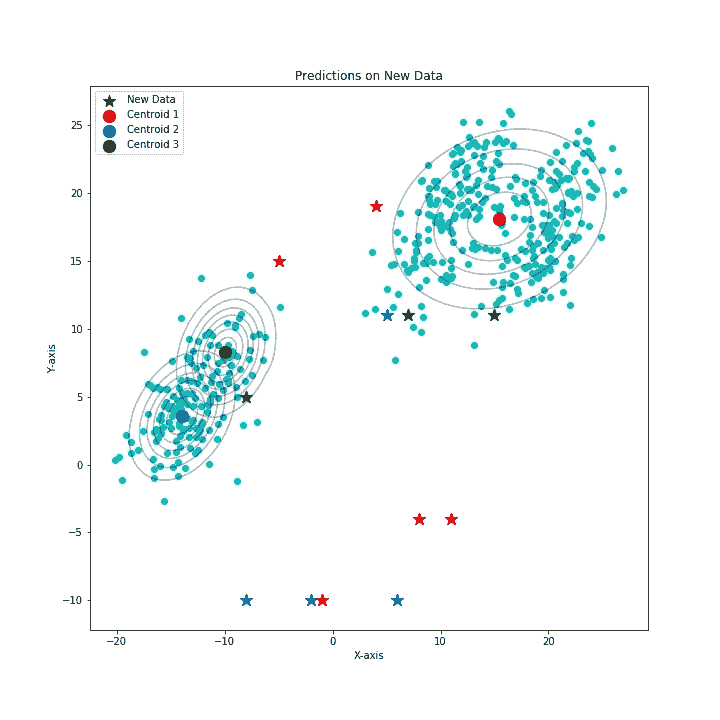 Predictions on New Data
New Data
Centroid 1
Centroid 2
Centroid 3
Y-axis
25
20
15
10
5
0
−5
−10
−20
−10
0
10
20
X-axis